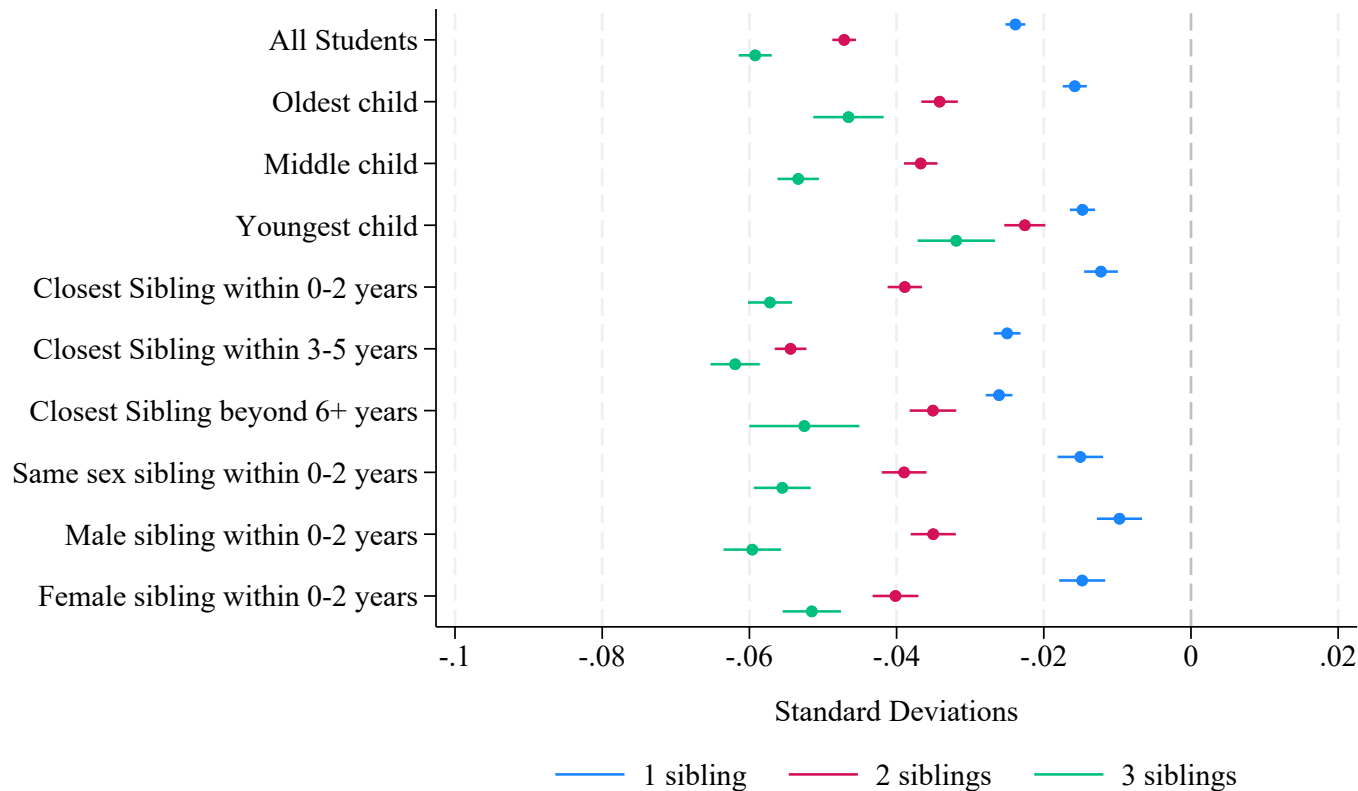 All Students
Oldest child
Middle child
Youngest child
Closest Sibling within 0-2 years
Closest Sibling within 3-5 years
Closest Sibling beyond 6+ years
Same sex sibling within 0-2 years
Male sibling within 0-2 years
Female sibling within 0-2 years
-.1 -.08 -.06 -.04 -.02 0 .02
Standard Deviations
1 sibling 2 siblings 3 siblings